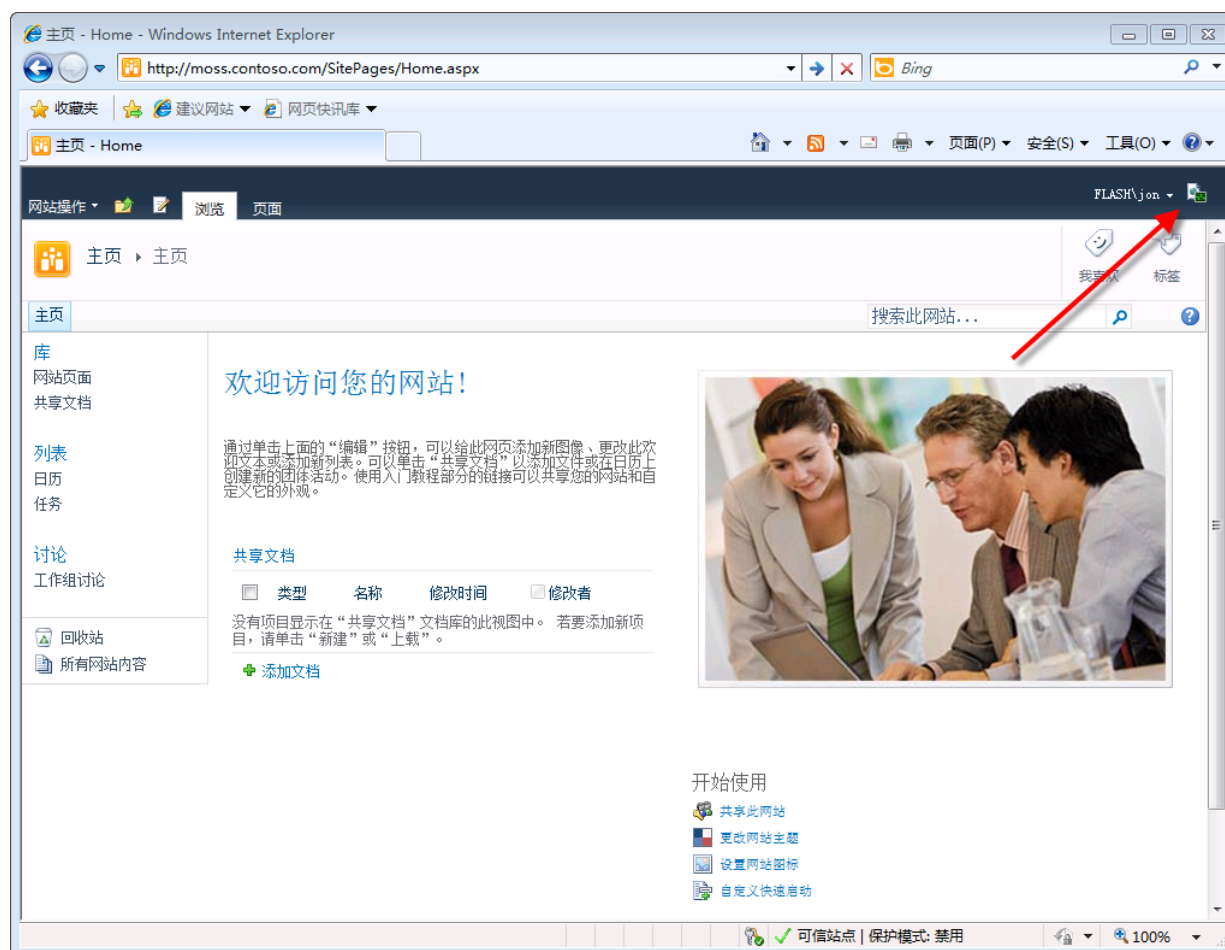 主页 - Home - Windows Internet Explorer
http://moss.contoso.com/SitePages/Home.aspx
Bing
收藏夹 建议网站 网页快讯库
主页 - Home
页面(P) 安全(S) 工具(O)
FLASH\jon
网站操作 浏览 页面
主页 主页
我喜欢 标签
主页
搜索此网站...
库
网站页面
共享文档
列表
日历
任务
讨论
工作组讨论
回收站
所有网站内容
欢迎访问您的网站!
通过单击上面的“编辑”按钮，可以给此网页添加新图像、更改此欢
迎文本或添加新列表。可以单击“共享文档”以添加文件或在日历上
创建新的团体活动。使用入门教程部分的链接可以共享您的网站和自
定义它的外观。
共享文档
类型 名称 修改时间 修改者
没有项目显示在“共享文档”文档库的此视图中。 若要添加新项
目，请单击“新建”或“上载”。
添加文档
开始使用
共享此网站
更改网站主题
设置网站图标
自定义快速启动
可信站点 | 保护模式: 禁用
100%